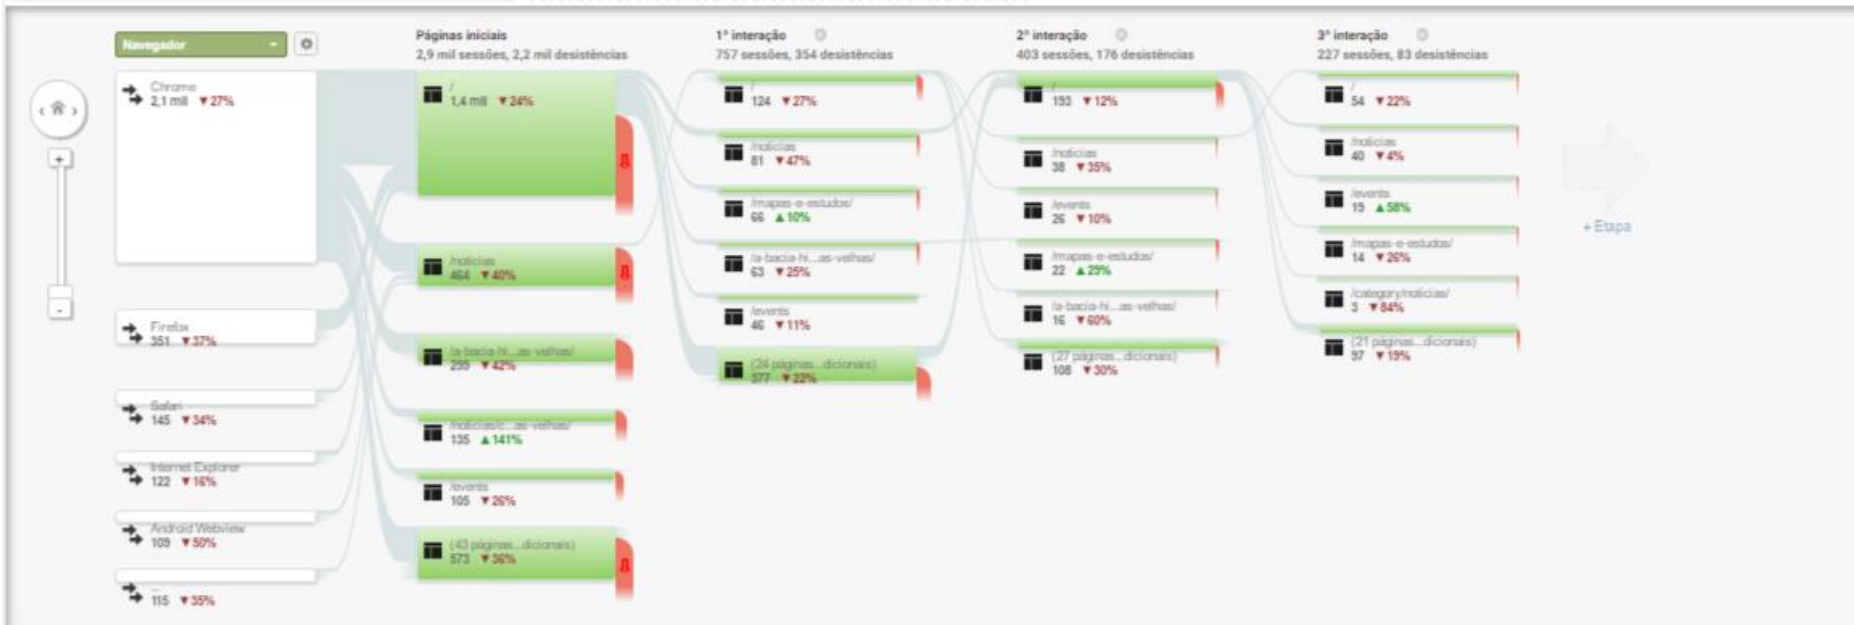 Navegador
Chrome
2,1 mil ▼27%
Firefox
351 ▼37%
Safari
145 ▼34%
Internet Explorer
122 ▼16%
Android Webview
109 ▼50%
...
115 ▼35%
Páginas iniciais
2,9 mil sessões, 2,2 mil desistências
/
1,4 mil ▼24%
/noticias
464 ▼40%
/a-bacia-hi...as-velhas/
▼42%
/noticias/c...as-velhas/
135 ▲141%
/events
105 ▼26%
(43 páginas...dicionais)
573 ▼36%
1ª interação
757 sessões, 354 desistências
/
124 ▼27%
/noticias
81 ▼47%
/mapas-e-estudos/
66 ▲10%
/a-bacia-hi...as-velhas/
63 ▼25%
/events
46 ▼11%
(24 páginas...dicionais)
377 ▼22%
2ª interação
403 sessões, 176 desistências
/
193 ▼12%
/noticias
38 ▼35%
/events
26 ▼10%
/mapas-e-estudos/
22 ▲29%
/a-bacia-hi...as-velhas/
16 ▼60%
(27 páginas...dicionais)
108 ▼30%
3ª interação
227 sessões, 83 desistências
/
54 ▼22%
/noticias
40 ▼4%
/events
19 ▲58%
/mapas-e-estudos/
14 ▼26%
/category/noticias/
3 ▼84%
(21 páginas...dicionais)
97 ▼19%
+ Etapa